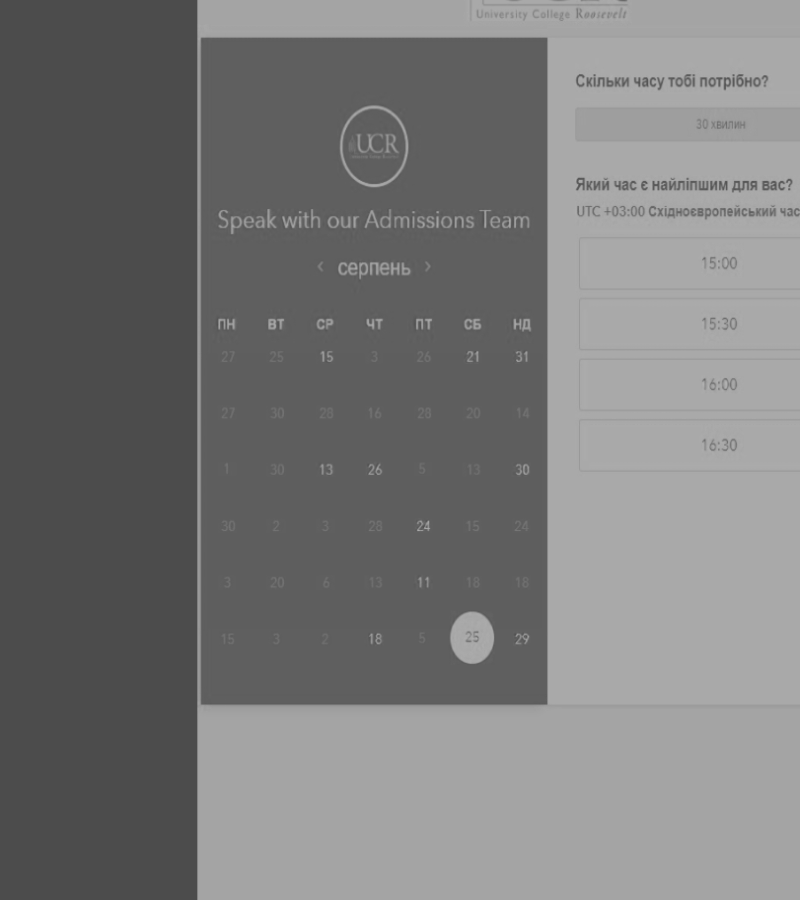 University College Roosevelt
UCR
Speak with our Admissions Team
< серпень >
ПН ВТ СР ЧТ ПТ СБ НД
27 25 15 3 26 21 31
27 30 28 16 28 20 14
1 30 13 26 5 13 30
30 2 3 28 24 15 24
3 20 6 13 11 18 18
15 3 2 18 5 25 29
Скільки часу тобі потрібно?
30 хвилин
Який час є найліпшим для вас?
UTC +03:00 Східноєвропейський час
15:00
15:30
16:00
16:30